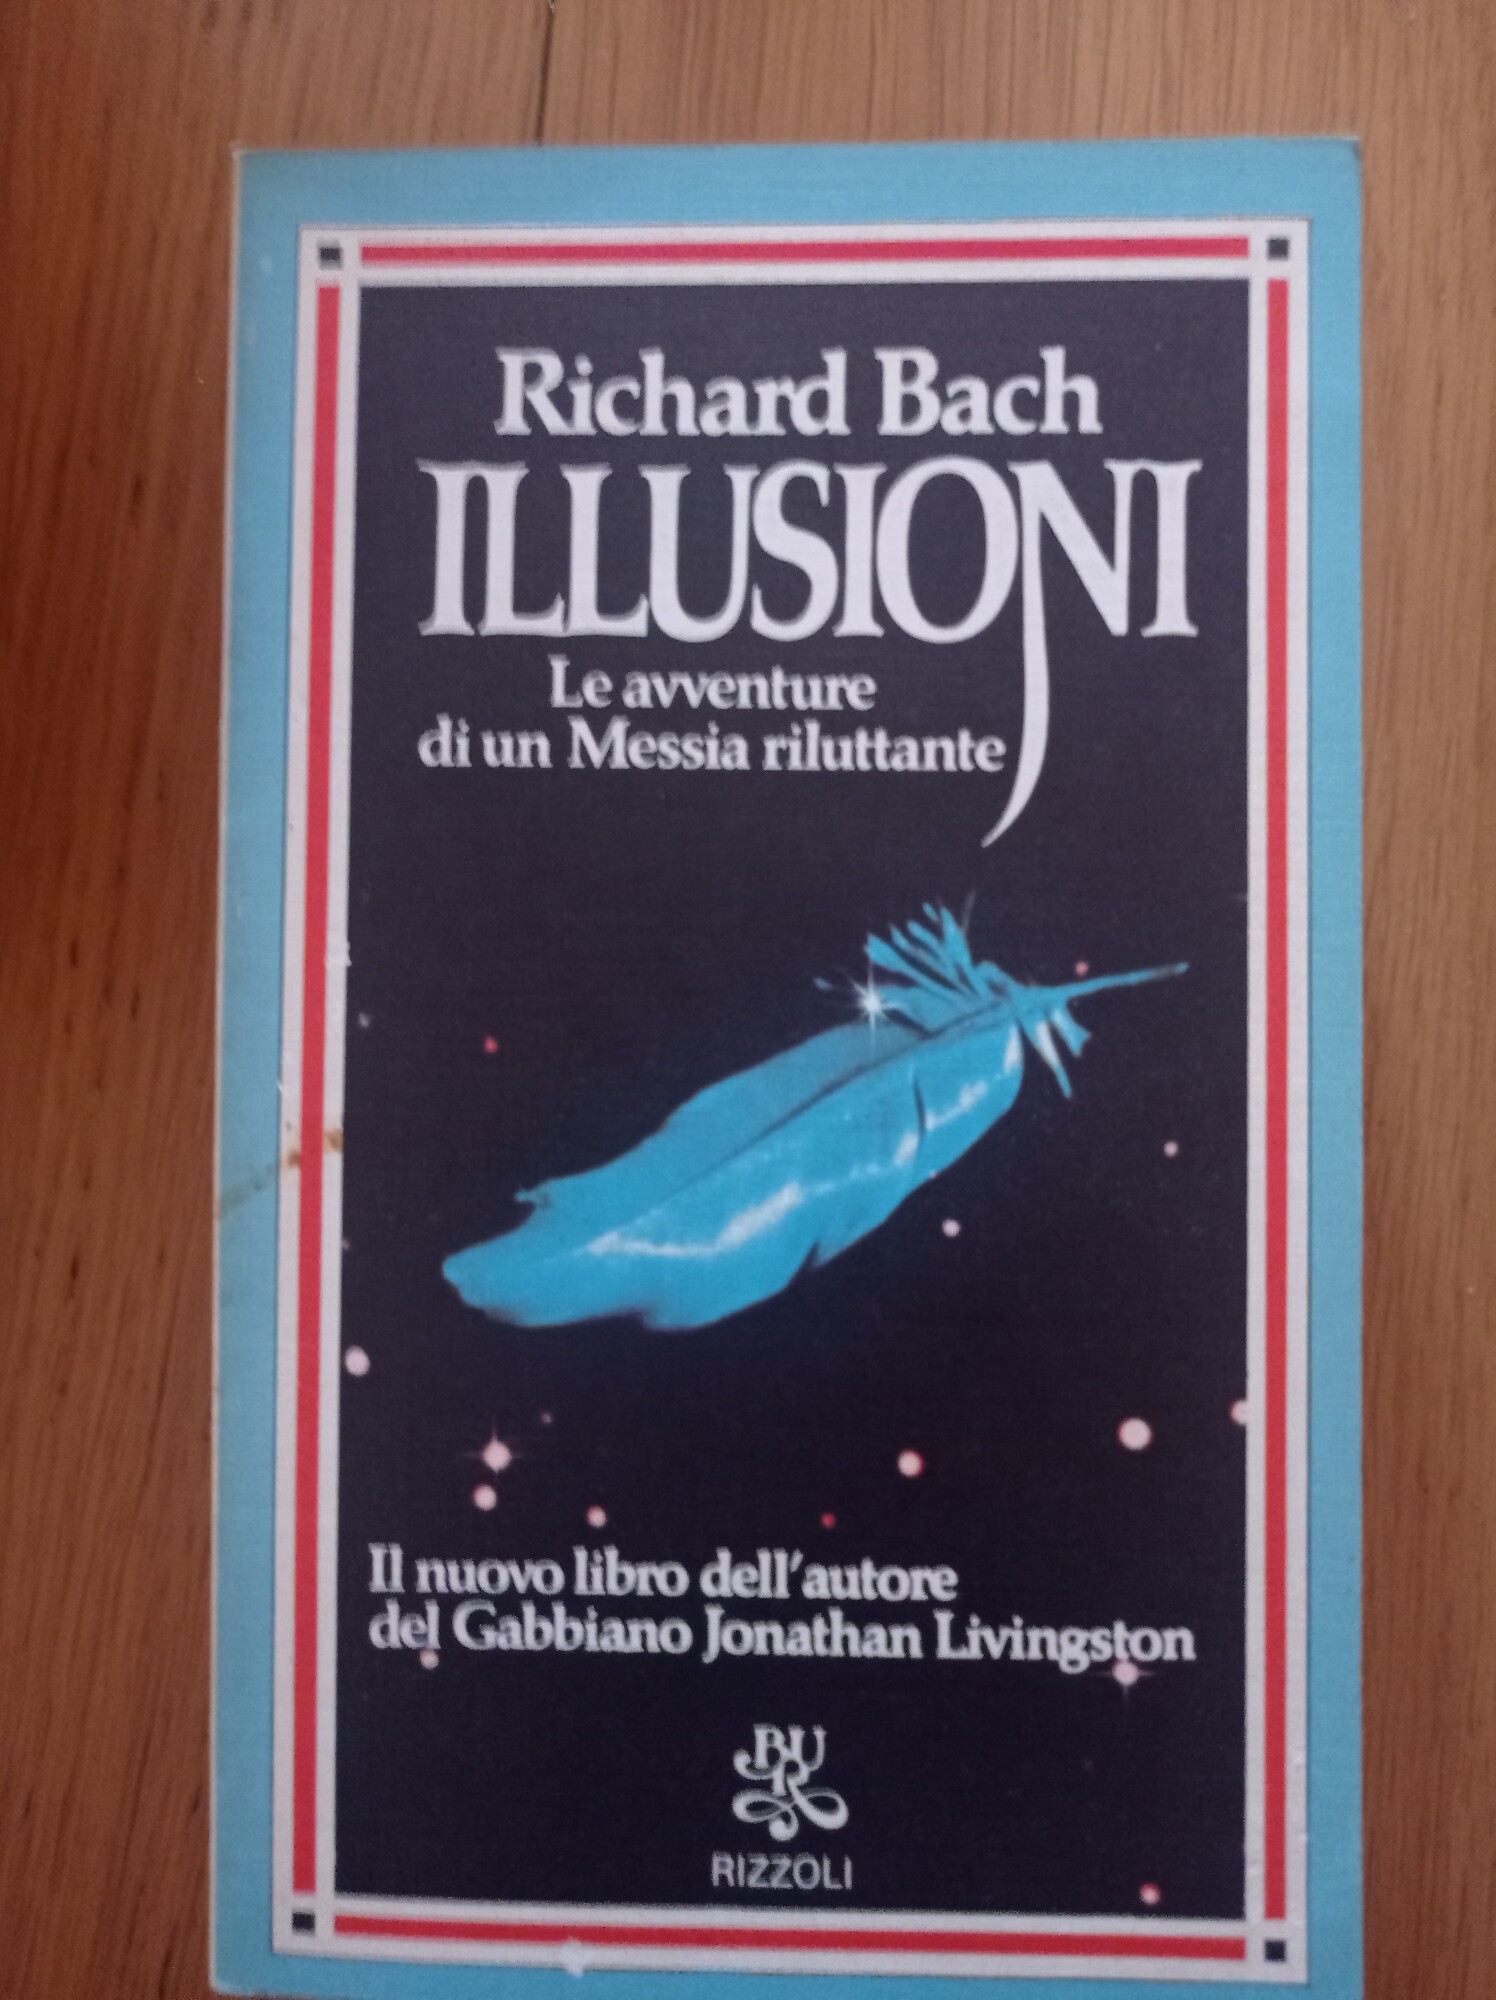 Richard Bach
ILLUSIONI
Le avventure
di un Messia riluttante
Il nuovo libro dell'autore
del Gabbiano Jonathan Livingston
BUR
RIZZOLI